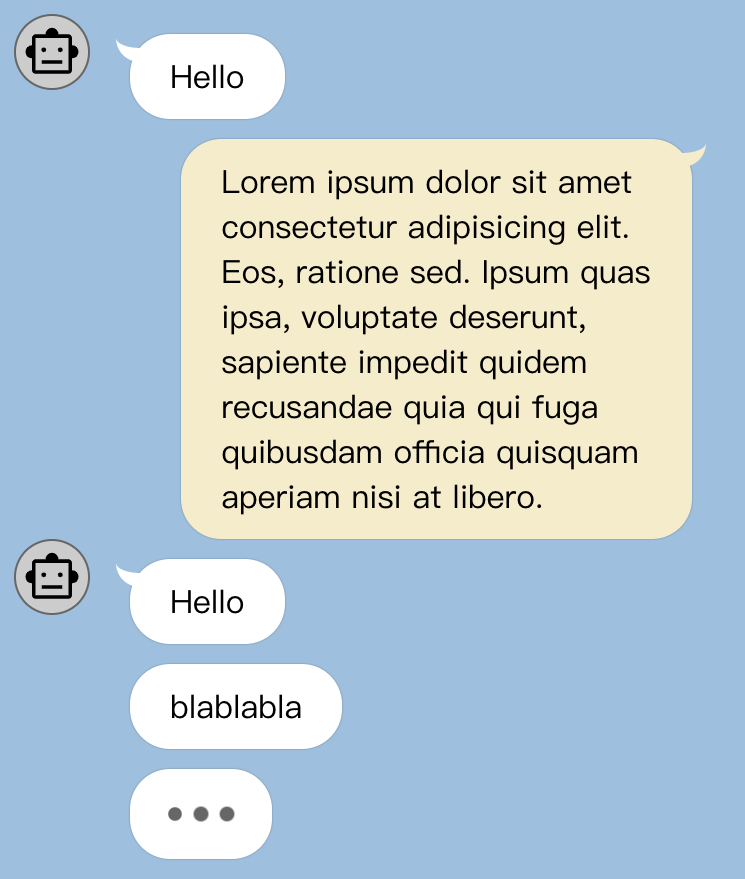 Hello
Lorem ipsum dolor sit amet
consectetur adipisicing elit.
Eos, ratione sed. Ipsum quas
ipsa, voluptate deserunt,
sapiente impedit quidem
recusandae quia qui fuga
quibusdam officia quisquam
aperiam nisi at libero.
Hello
blablabla